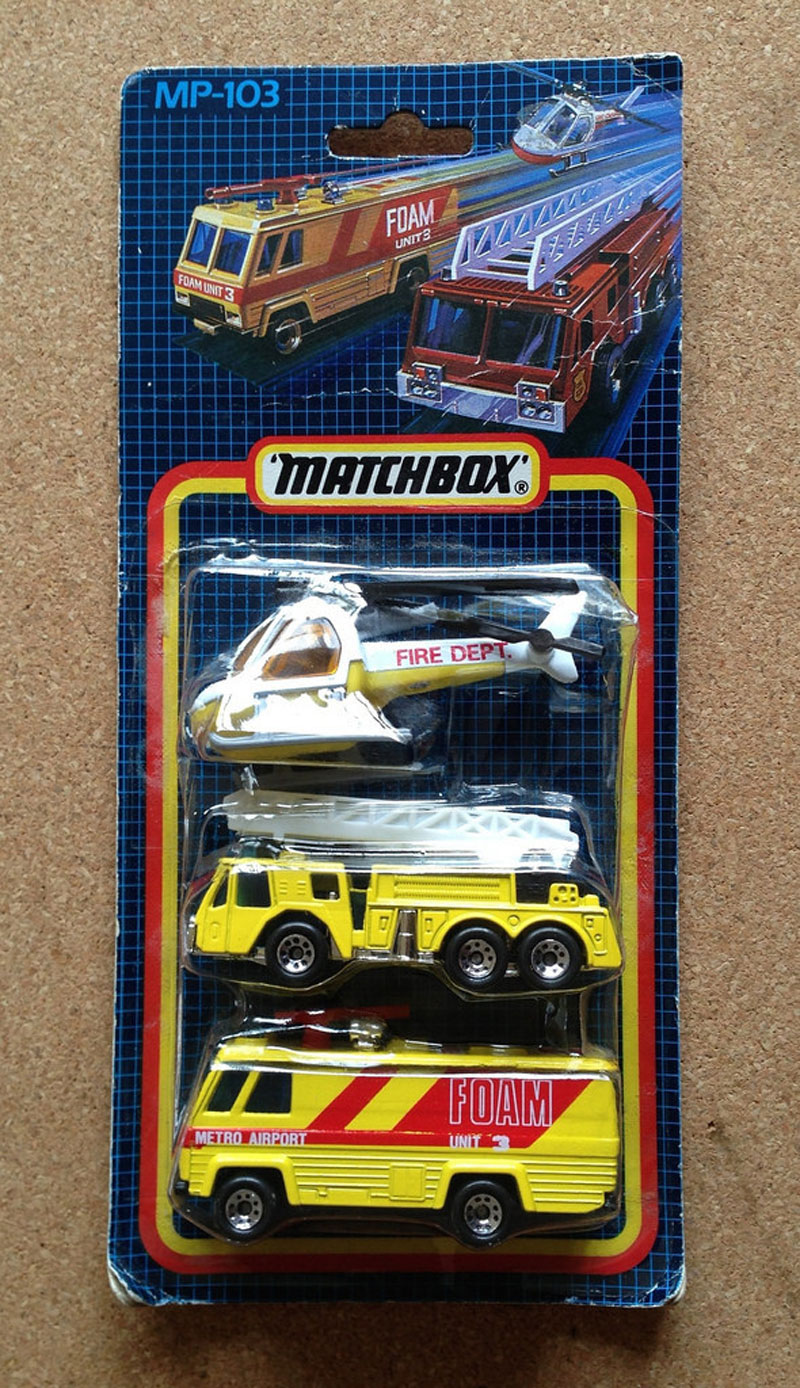 MP-103
FOAM
UNIT 3
FOAM UNIT 3
'MATCHBOX'®
FIRE DEPT.
FOAM
METRO AIRPORT
UNIT 3